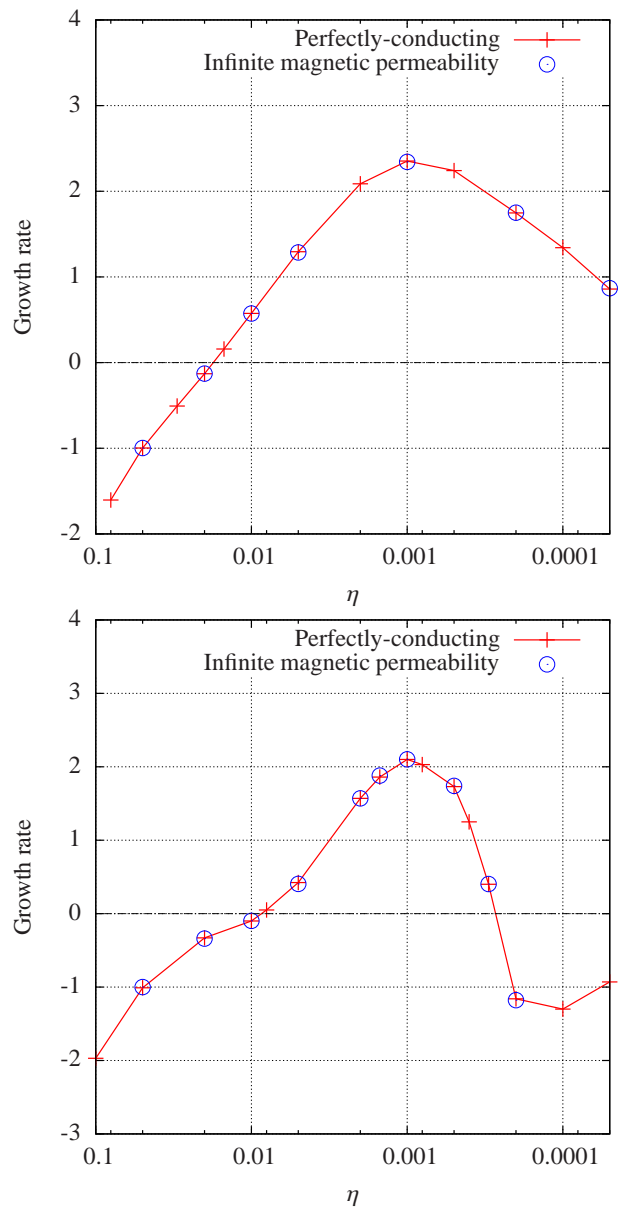 4
Perfectly-conducting
Infinite magnetic permeability
3
2
1
0
-1
-2
Growth rate
0.1 0.01 0.001 0.0001
η
4
Perfectly-conducting
Infinite magnetic permeability
3
2
1
0
-1
-2
-3
Growth rate
0.1 0.01 0.001 0.0001
η